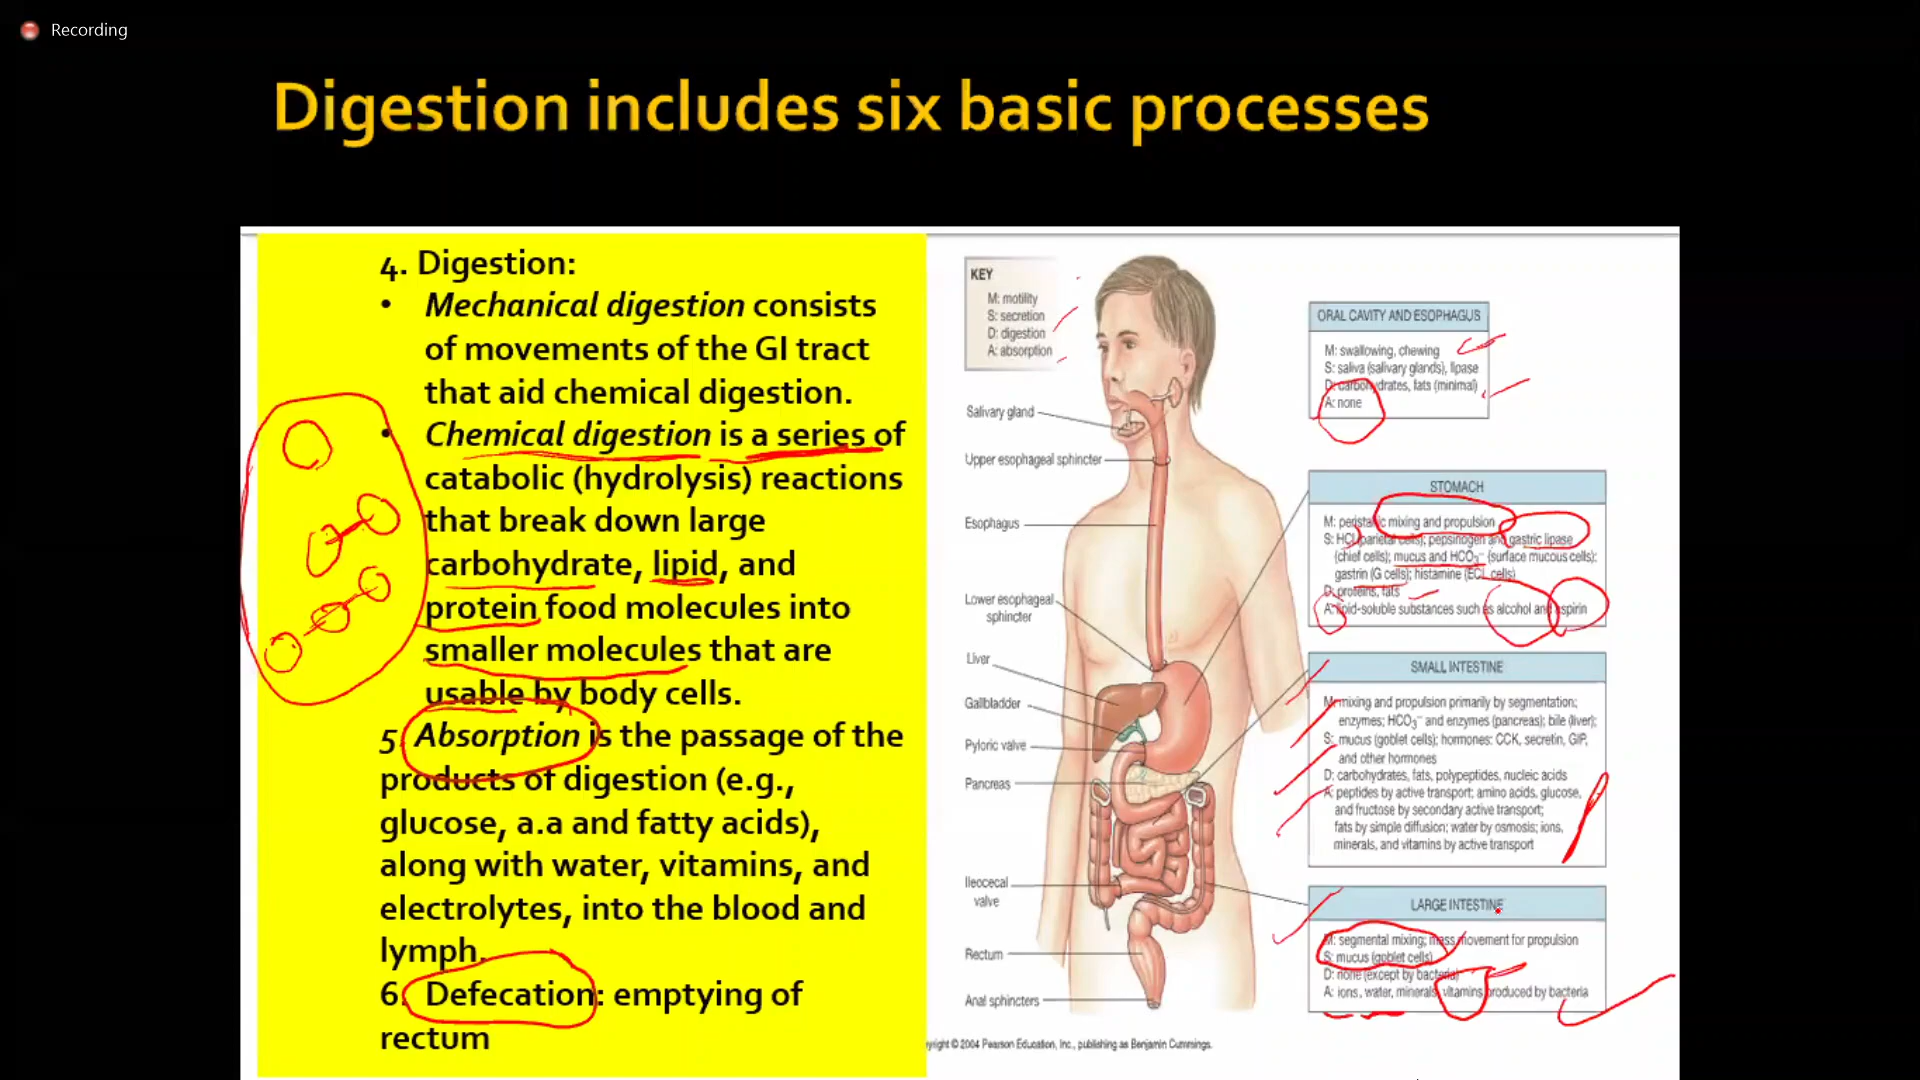 Recording
Digestion includes six basic processes
4. Digestion:
• Mechanical digestion consists
of movements of the GI tract
that aid chemical digestion.
• Chemical digestion is a series of
catabolic (hydrolysis) reactions
that break down large
carbohydrate, lipid, and
protein food molecules into
smaller molecules that are
usable by body cells.
5. Absorption is the passage of the
products of digestion (e.g.,
glucose, a.a and fatty acids),
along with water, vitamins, and
electrolytes, into the blood and
lymph.
6. Defecation: emptying of
rectum
KEY
M: motility
S: secretion
D: digestion
A: absorption
Salivary gland
Upper esophageal sphincter
Esophagus
Lower esophageal
sphincter
Liver
Gallbladder
Pyloric valve
Pancreas
Ileocecal
valve
Rectum
Anal sphincters
ORAL CAVITY AND ESOPHAGUS
M: swallowing, chewing
S: saliva (salivary glands), lipase
D: carbohydrates, fats (minimal)
A: none
STOMACH
M: peristaltic mixing and propulsion
S: HCl (parietal cells); pepsinogen and gastric lipase
(chief cells); mucus and HCO₃⁻ (surface mucous cells);
gastrin (G cells); histamine (ECL cells)
D: proteins, fats
A: lipid-soluble substances such as alcohol and aspirin
SMALL INTESTINE
M: mixing and propulsion primarily by segmentation;
enzymes; HCO₃⁻ and enzymes (pancreas); bile (liver);
S: mucus (goblet cells); hormones: CCK, secretin, GIP,
and other hormones
D: carbohydrates, fats, polypeptides, nucleic acids
A: peptides by active transport; amino acids, glucose,
and fructose by secondary active transport;
fats by simple diffusion; water by osmosis; ions,
minerals, and vitamins by active transport
LARGE INTESTINE
M: segmental mixing; mass movement for propulsion
S: mucus (goblet cells)
D: none (except by bacteria)
A: ions, water, minerals, vitamins produced by bacteria
yright © 2004 Pearson Education, Inc., publishing as Benjamin Cummings.